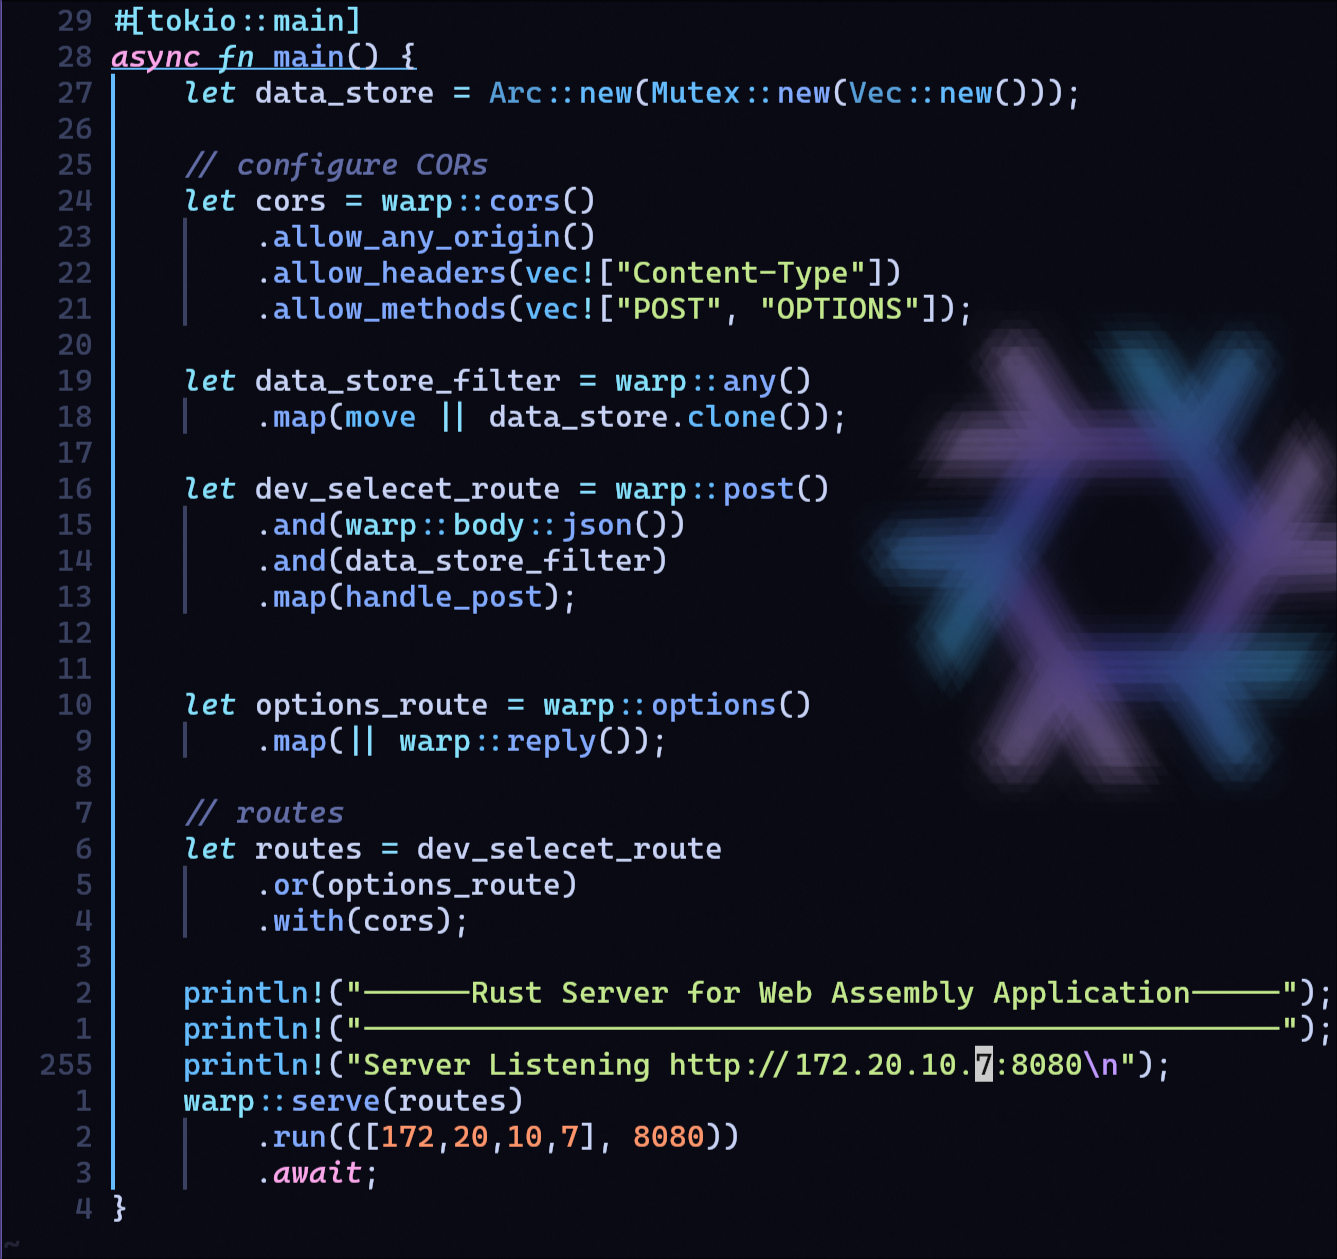 29 #[tokio::main]
28 async fn main() {
27     let data_store = Arc::new(Mutex::new(Vec::new()));
26
25     // configure CORs
24     let cors = warp::cors()
23         .allow_any_origin()
22         .allow_headers(vec!["Content-Type"])
21         .allow_methods(vec!["POST", "OPTIONS"]);
20
19     let data_store_filter = warp::any()
18         .map(move || data_store.clone());
17
16     let dev_selecet_route = warp::post()
15         .and(warp::body::json())
14         .and(data_store_filter)
13         .map(handle_post);
12
11
10     let options_route = warp::options()
9         .map(|| warp::reply());
8
7     // routes
6     let routes = dev_selecet_route
5         .or(options_route)
4         .with(cors);
3
2     println!("------Rust Server for Web Assembly Application-----");
1     println!("---------------------------------------------------");
255     println!("Server Listening http://172.20.10.7:8080\n");
1     warp::serve(routes)
2         .run(([172,20,10,7], 8080))
3         .await;
4 }
~